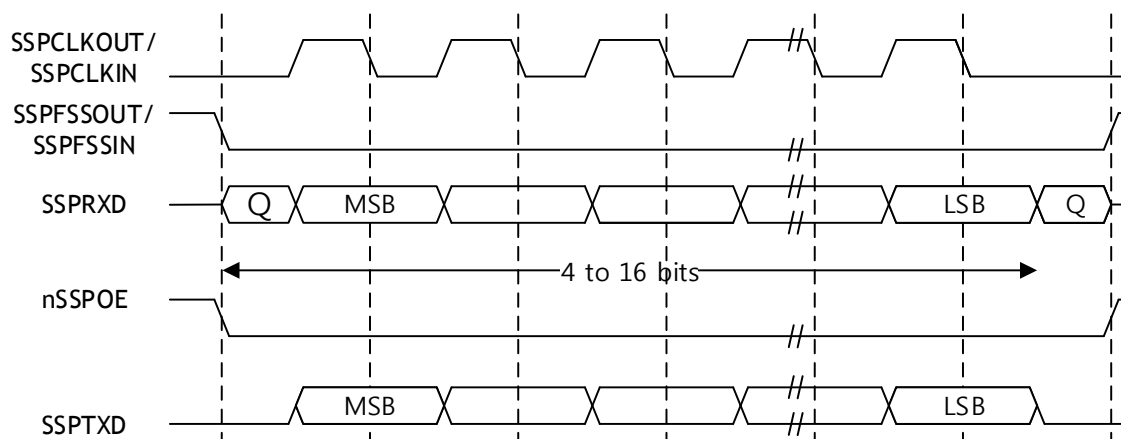 SSPCLKOUT/
SSPCLKIN
SSPFSSOUT/
SSPFSSIN
SSPRXD
Q MSB LSB Q
4 to 16 bits
nSSPOE
SSPTXD
MSB LSB